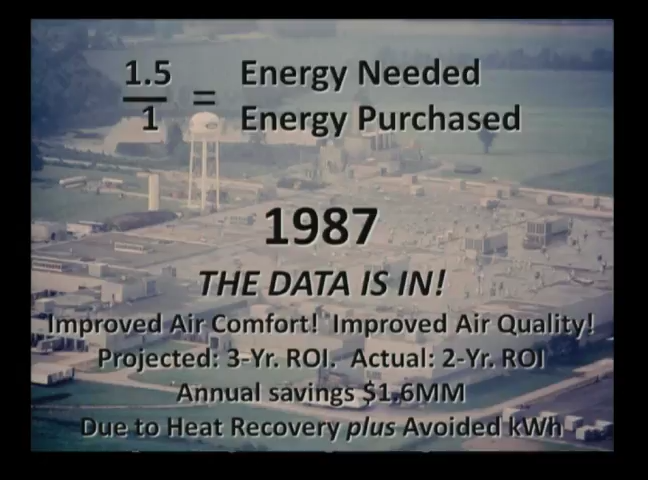 1.5 = Energy Needed
1 Energy Purchased
1987
THE DATA IS IN!
Improved Air Comfort! Improved Air Quality!
Projected: 3-Yr. ROI. Actual: 2-Yr. ROI
Annual savings $1.6MM
Due to Heat Recovery plus Avoided kWh